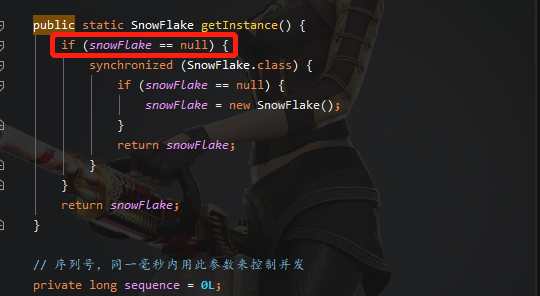 public static SnowFlake getInstance() {
if (snowFlake == null) {
synchronized (SnowFlake.class) {
if (snowFlake == null) {
snowFlake = new SnowFlake();
}
return snowFlake;
}
}
return snowFlake;
}
// 序列号，同一毫秒内用此参数来控制并发
private long sequence = 0L;